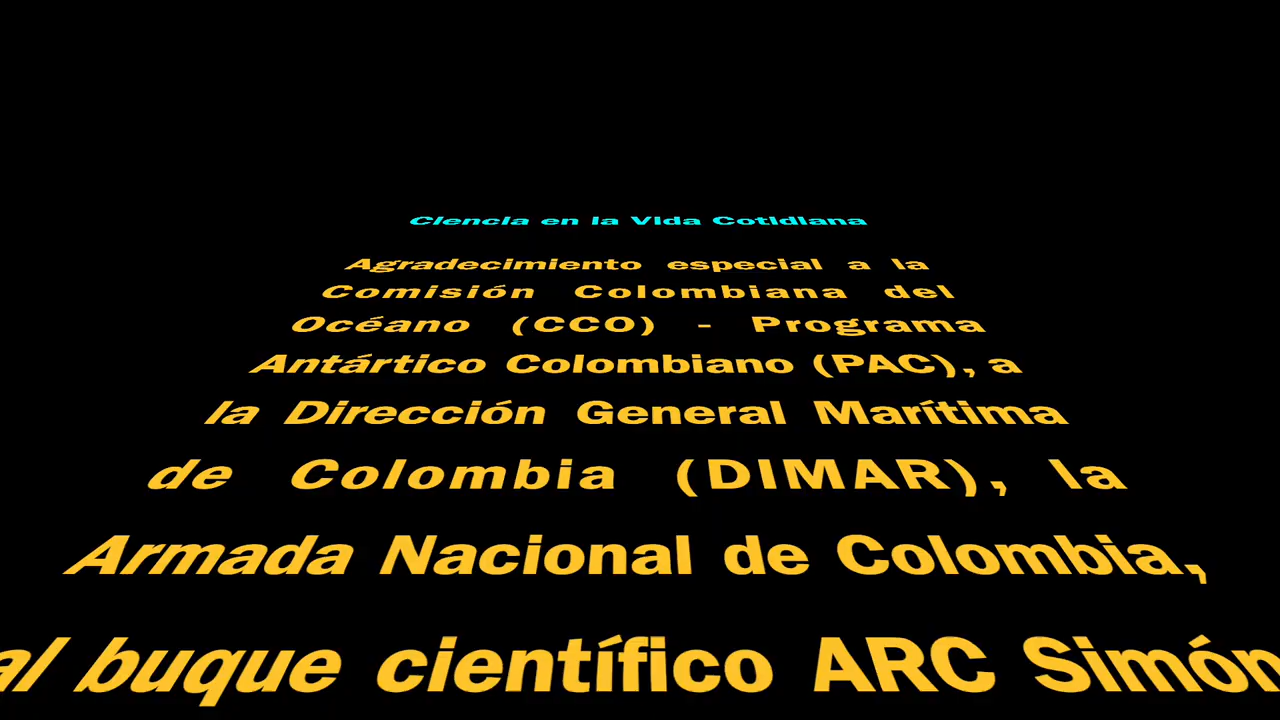 Ciencia en la Vida Cotidiana
Agradecimiento especial a la
Comisión Colombiana del
Océano (CCO) - Programa
Antártico Colombiano (PAC), a
la Dirección General Marítima
de Colombia (DIMAR), la
Armada Nacional de Colombia,
al buque científico ARC Simón